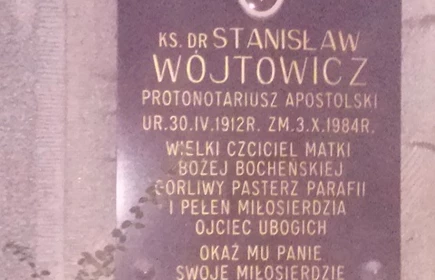 KS. DR STANISŁAW
WÓJTOWICZ
PROTONOTARIUSZ APOSTOLSKI
UR. 30. IV. 1912R. ZM. 3. X. 1984R.
WIELKI CZCICIEL MATKI
BOŻEJ BOCHEŃSKIEJ
GORLIWY PASTERZ PARAFII
I PEŁEN MIŁOSIERDZIA
OJCIEC UBOGICH
OKAŻ MU PANIE
SWOJE MIŁOSIERDZIE